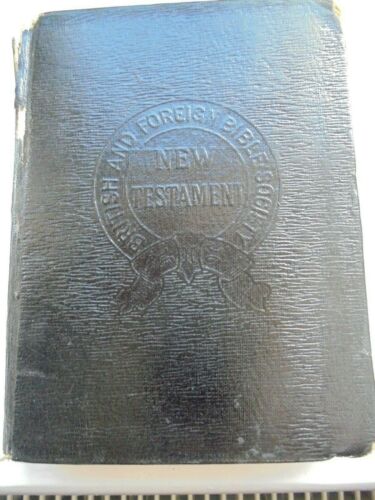 BRITISH AND FOREIGN BIBLE SOCIETY
NEW
TESTAMENT